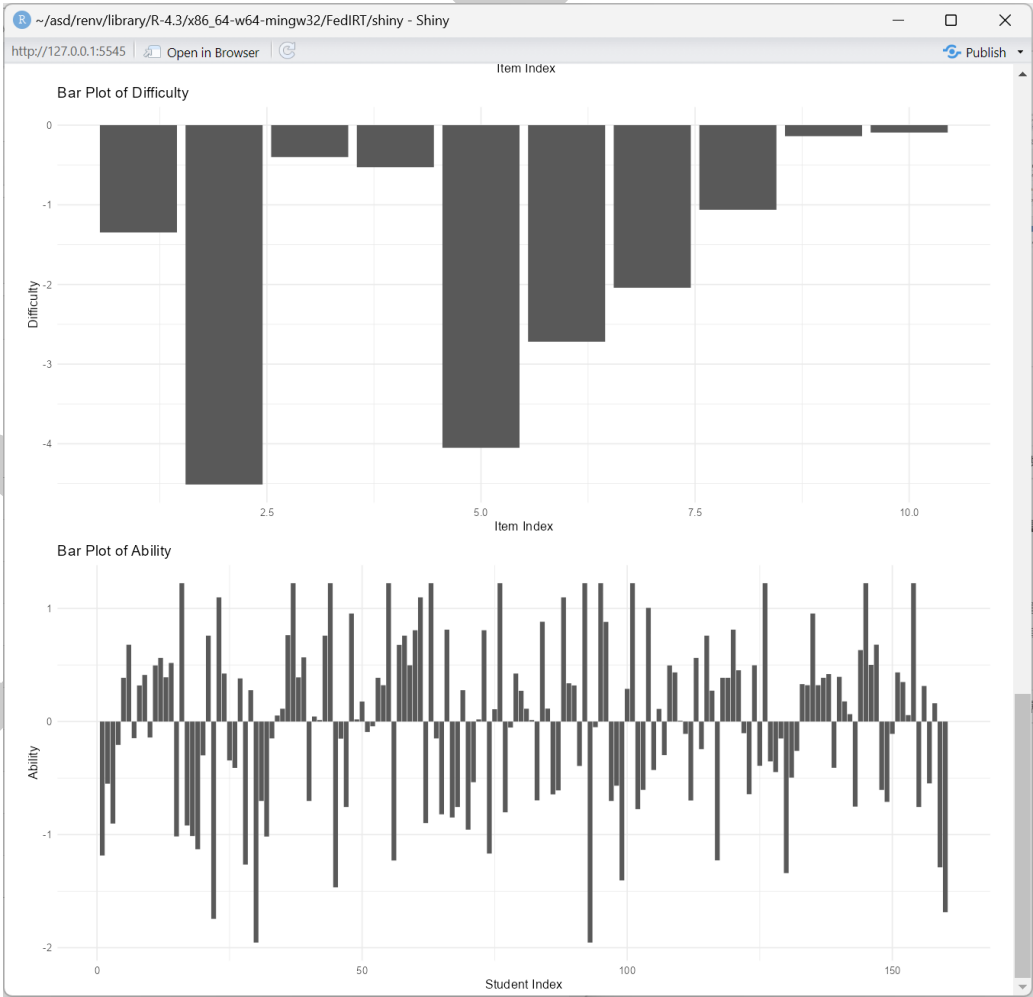 R ~/asd/renv/library/R-4.3/x86_64-w64-mingw32/FedIRT/shiny - Shiny
http://127.0.0.1:5545 Open in Browser Publish
Item Index
Bar Plot of Difficulty
0
-1
-2
-3
-4
Difficulty
2.5 5.0 7.5 10.0
Item Index
Bar Plot of Ability
1
0
-1
-2
Ability
0 50 100 150
Student Index